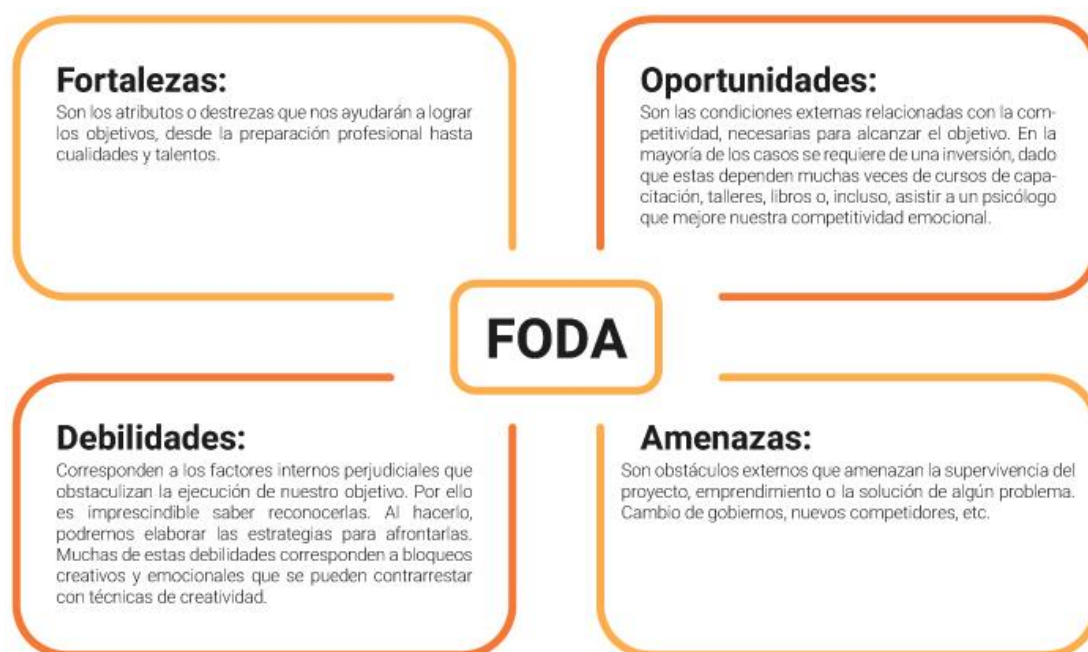 Fortalezas:
Son los atributos o destrezas que nos ayudarán a lograr
los objetivos, desde la preparación profesional hasta
cualidades y talentos.
Oportunidades:
Son las condiciones externas relacionadas con la com-
petitividad, necesarias para alcanzar el objetivo. En la
mayoría de los casos se requiere de una inversión, dado
que estas dependen muchas veces de cursos de capa-
citación, talleres, libros o, incluso, asistir a un psicólogo
que mejore nuestra competitividad emocional.
FODA
Debilidades:
Corresponden a los factores internos perjudiciales que
obstaculizan la ejecución de nuestro objetivo. Por ello
es imprescindible saber reconocerlas. Al hacerlo,
podremos elaborar las estrategias para afrontarlas.
Muchas de estas debilidades corresponden a bloqueos
creativos y emocionales que se pueden contrarrestar
con técnicas de creatividad.
Amenazas:
Son obstáculos externos que amenazan la supervivencia del
proyecto, emprendimiento o la solución de algún problema.
Cambio de gobiernos, nuevos competidores, etc.